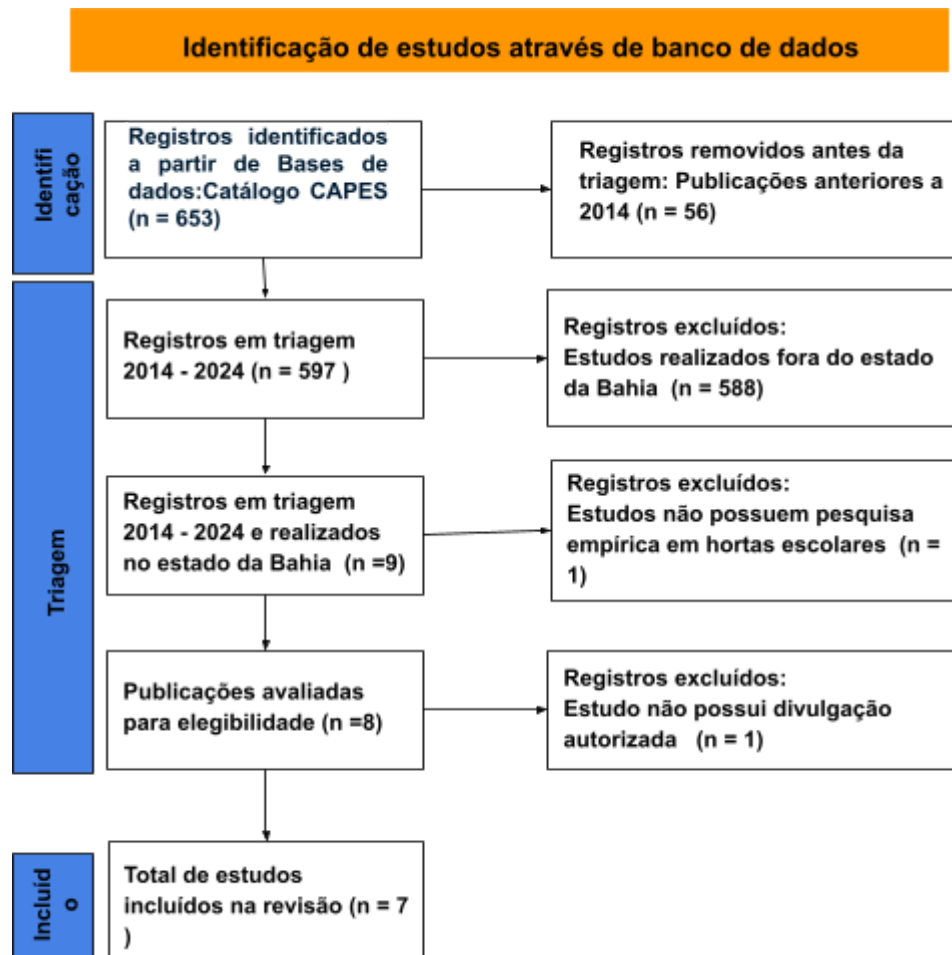 Identificação de estudos através de banco de dados
Identifi
cação
Registros identificados
a partir de Bases de
dados:Catálogo CAPES
(n = 653)
Registros removidos antes da
triagem: Publicações anteriores a
2014 (n = 56)
Triagem
Registros em triagem
2014 - 2024 (n = 597 )
Registros excluídos:
Estudos realizados fora do estado
da Bahia (n = 588)
Registros em triagem
2014 - 2024 e realizados
no estado da Bahia (n =9)
Registros excluídos:
Estudos não possuem pesquisa
empírica em hortas escolares (n =
1)
Publicações avaliadas
para elegibilidade (n =8)
Registros excluídos:
Estudo não possui divulgação
autorizada (n = 1)
Incluíd
o
Total de estudos
incluídos na revisão (n = 7
)